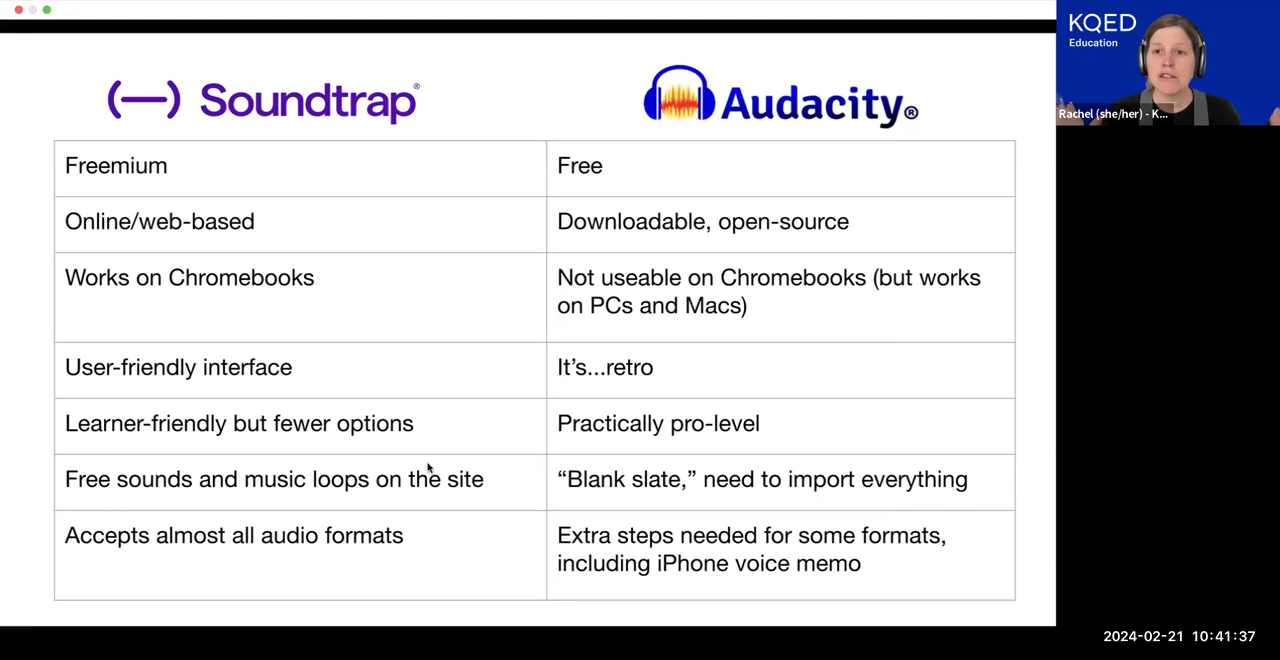 KQED
Education
Rachel (she/her) - K...
(—) Soundtrap®
Audacity®
Freemium
Free
Online/web-based
Downloadable, open-source
Works on Chromebooks
Not useable on Chromebooks (but works
on PCs and Macs)
User-friendly interface
It’s...retro
Learner-friendly but fewer options
Practically pro-level
Free sounds and music loops on the site
“Blank slate,” need to import everything
Accepts almost all audio formats
Extra steps needed for some formats,
including iPhone voice memo
2024-02-21 10:41:37